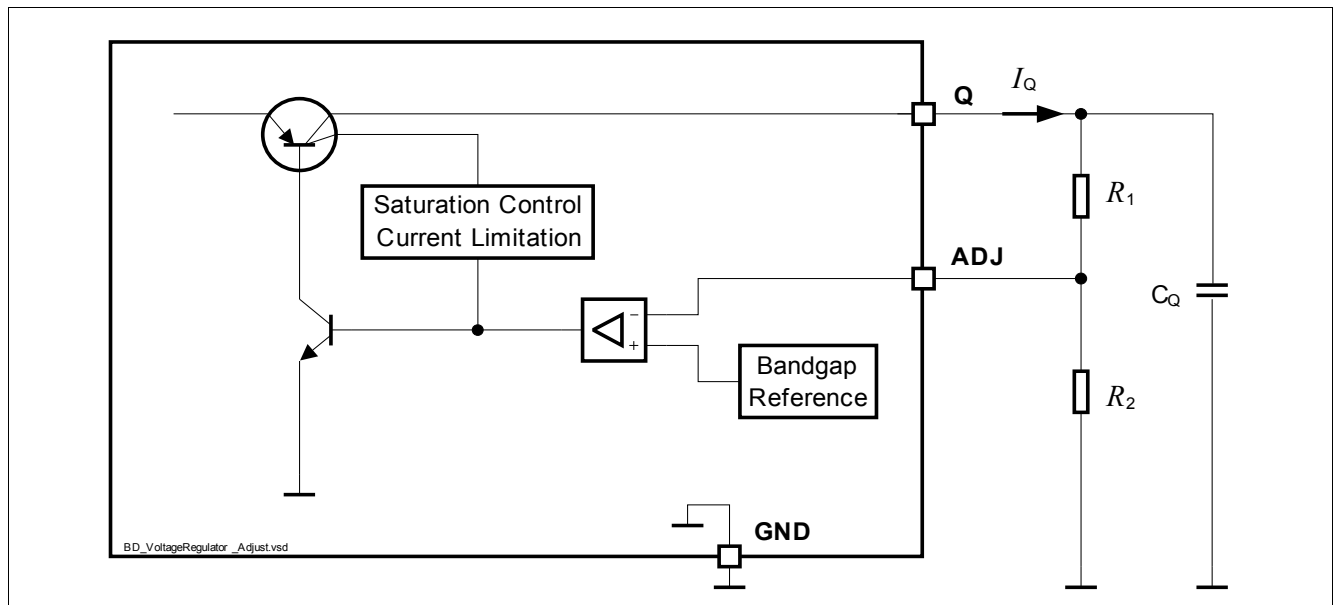 Q
I_Q
Saturation Control
Current Limitation
R_1
ADJ
C_Q
-
+
Bandgap
Reference
R_2
GND
BD_VoltageRegulator _Adjust.vsd